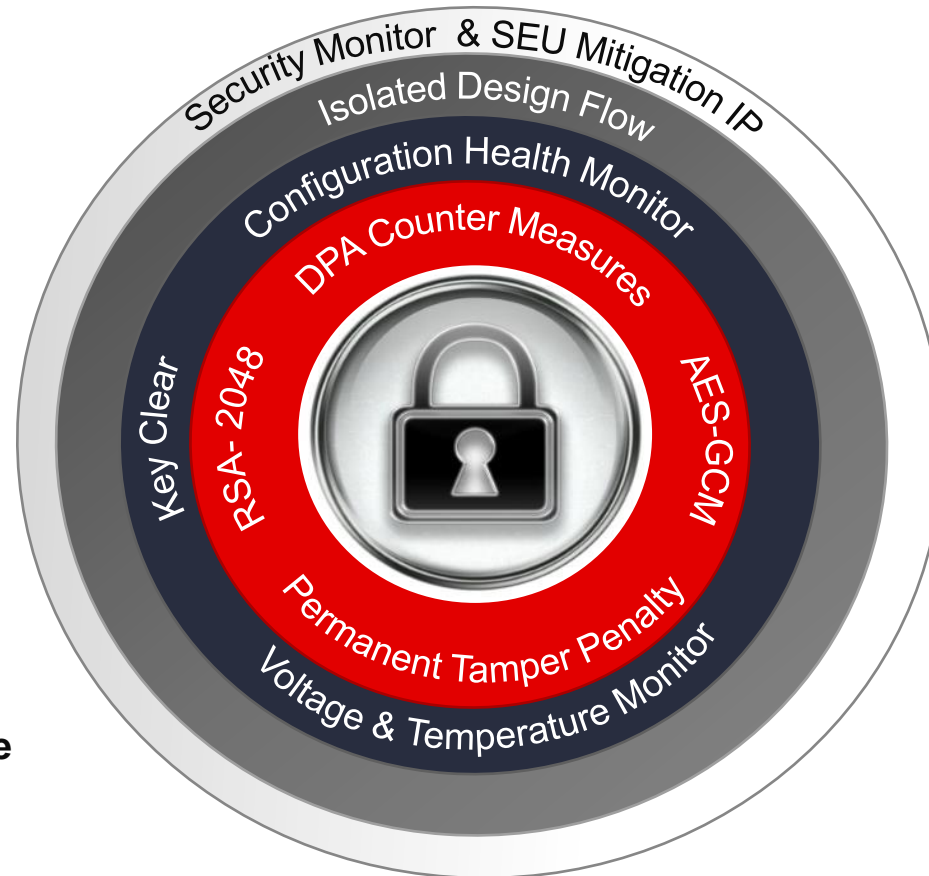 Security Monitor & SEU Mitigation IP
Isolated Design Flow
Configuration Health Monitor
DPA Counter Measures
Key Clear
RSA- 2048
AES-GCM
Permanent Tamper Penalty
Voltage & Temperature Monitor
e